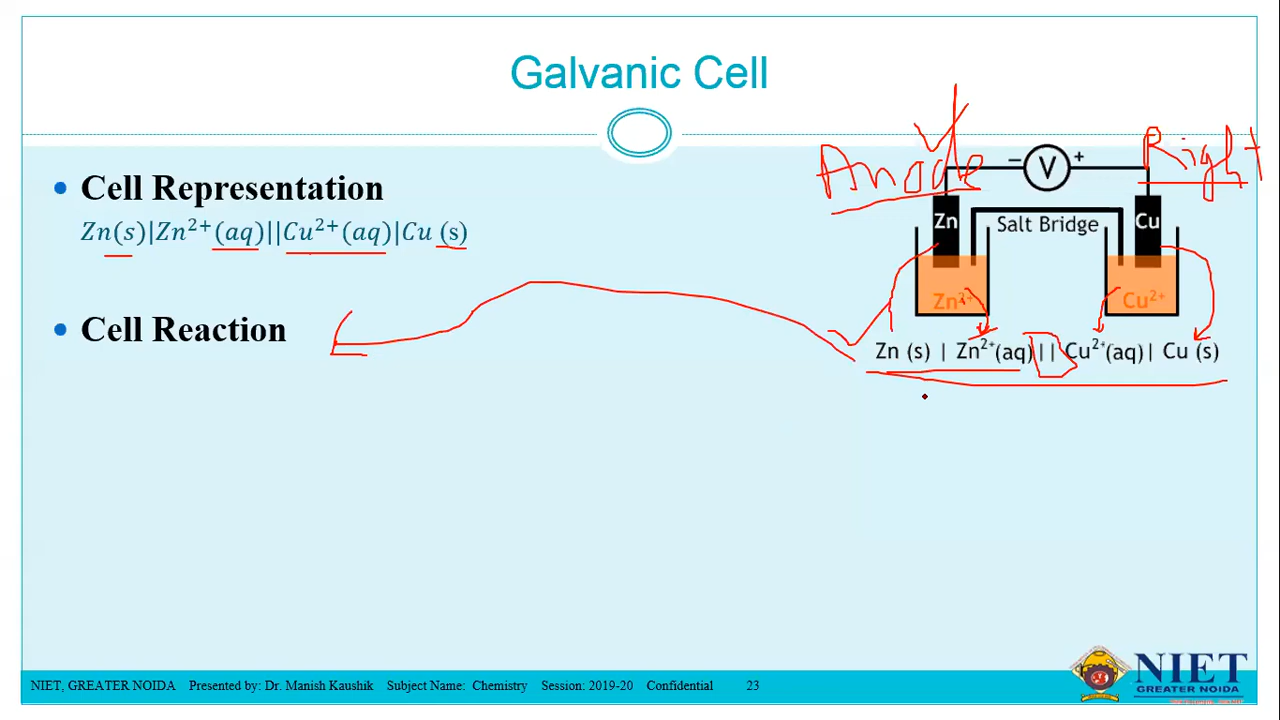 Galvanic Cell
• Cell Representation
Zn(s)|Zn²⁺(aq)||Cu²⁺(aq)|Cu (s)
• Cell Reaction
Anode
− V +
Right
Zn
Salt Bridge
Cu
Zn²⁺
Cu²⁺
Zn (s) | Zn²⁺(aq)|| Cu²⁺(aq)| Cu (s)
NIET, GREATER NOIDA Presented by: Dr. Manish Kaushik Subject Name: Chemistry Session: 2019-20 Confidential 23
NIET
GREATER NOIDA